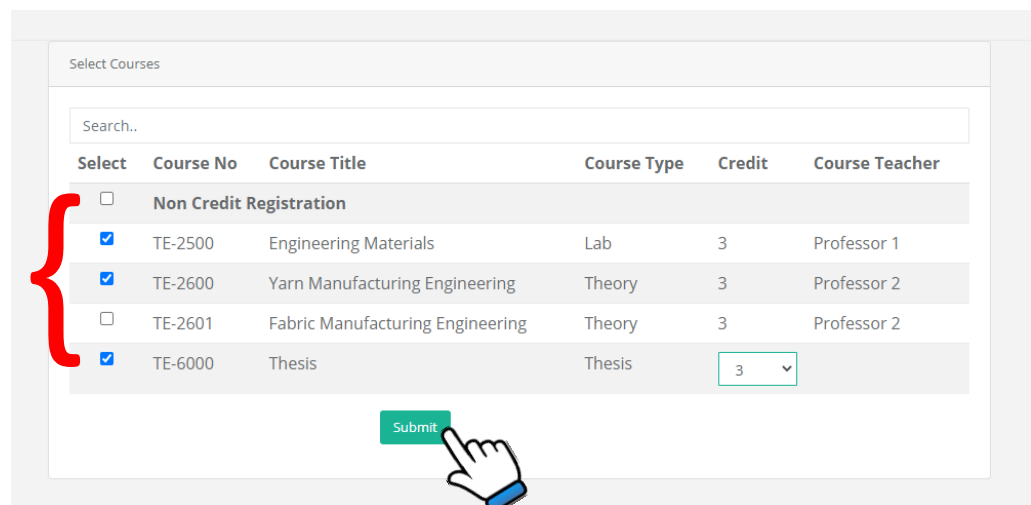 Select Courses
Search..
Select Course No Course Title Course Type Credit Course Teacher
Non Credit Registration
TE-2500 Engineering Materials Lab 3 Professor 1
TE-2600 Yarn Manufacturing Engineering Theory 3 Professor 2
TE-2601 Fabric Manufacturing Engineering Theory 3 Professor 2
TE-6000 Thesis Thesis 3
Submit